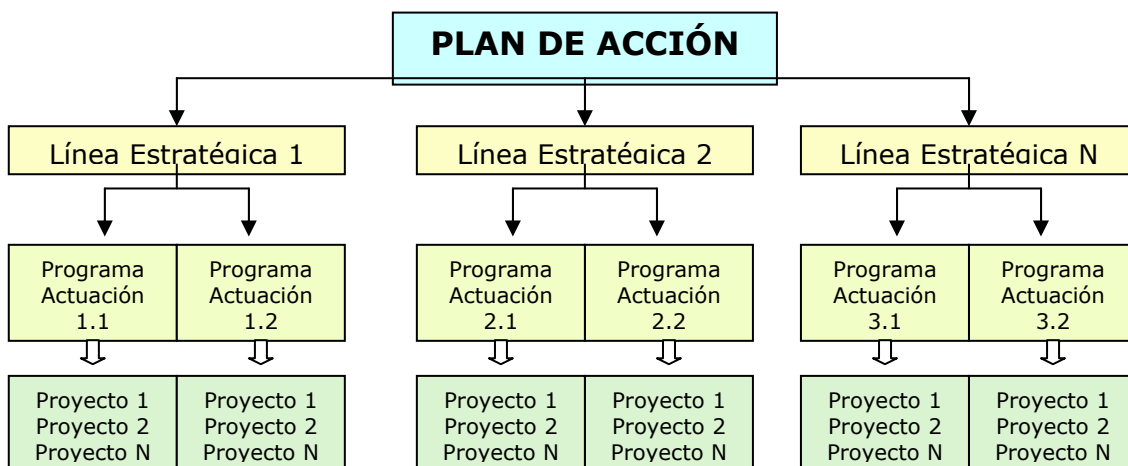 PLAN DE ACCIÓN
Línea Estratégica 1
Línea Estratégica 2
Línea Estratégica N
Programa
Actuación
1.1
Programa
Actuación
1.2
Programa
Actuación
2.1
Programa
Actuación
2.2
Programa
Actuación
3.1
Programa
Actuación
3.2
Proyecto 1
Proyecto 2
Proyecto N
Proyecto 1
Proyecto 2
Proyecto N
Proyecto 1
Proyecto 2
Proyecto N
Proyecto 1
Proyecto 2
Proyecto N
Proyecto 1
Proyecto 2
Proyecto N
Proyecto 1
Proyecto 2
Proyecto N